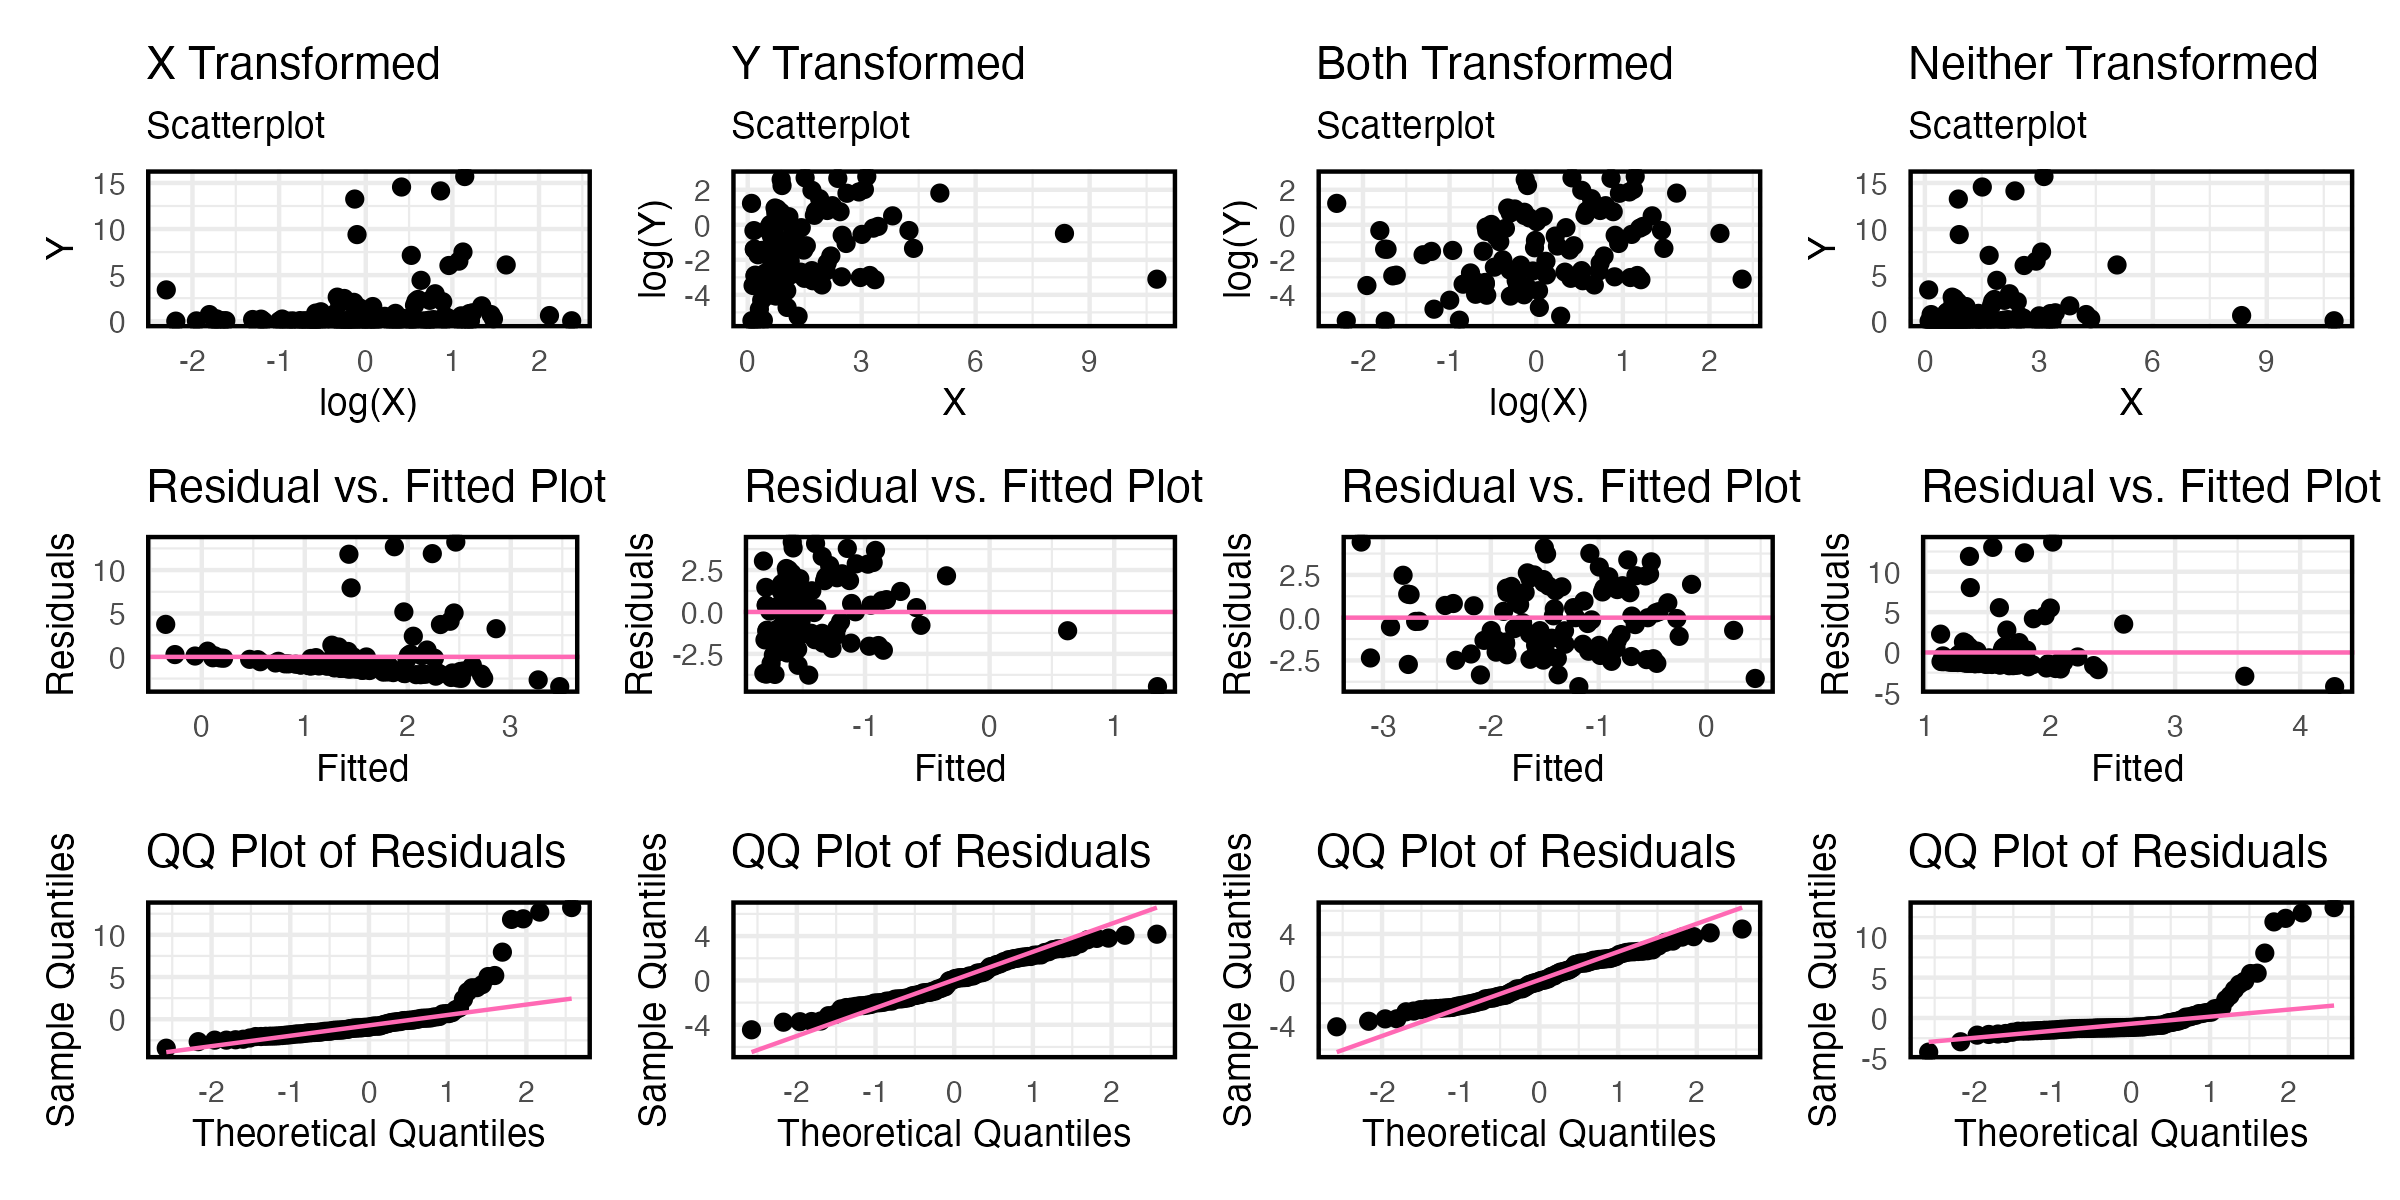 X Transformed
Y Transformed
Both Transformed
Neither Transformed
Scatterplot
Scatterplot
Scatterplot
Scatterplot
Y
15
10
5
0
-2 -1 0 1 2
log(X)
log(Y)
2
0
-2
-4
0 3 6 9
X
log(Y)
2
0
-2
-4
-2 -1 0 1 2
log(X)
Y
15
10
5
0
0 3 6 9
X
Residual vs. Fitted Plot
Residual vs. Fitted Plot
Residual vs. Fitted Plot
Residual vs. Fitted Plot
Residuals
10
5
0
0 1 2 3
Fitted
Residuals
2.5
0.0
-2.5
-1 0 1
Fitted
Residuals
2.5
0.0
-2.5
-3 -2 -1 0
Fitted
Residuals
10
5
0
-5
1 2 3 4
Fitted
QQ Plot of Residuals
QQ Plot of Residuals
QQ Plot of Residuals
QQ Plot of Residuals
Sample Quantiles
10
5
0
-2 -1 0 1 2
Theoretical Quantiles
Sample Quantiles
4
0
-4
-2 -1 0 1 2
Theoretical Quantiles
Sample Quantiles
4
0
-4
-2 -1 0 1 2
Theoretical Quantiles
Sample Quantiles
10
5
0
-5
-2 -1 0 1 2
Theoretical Quantiles